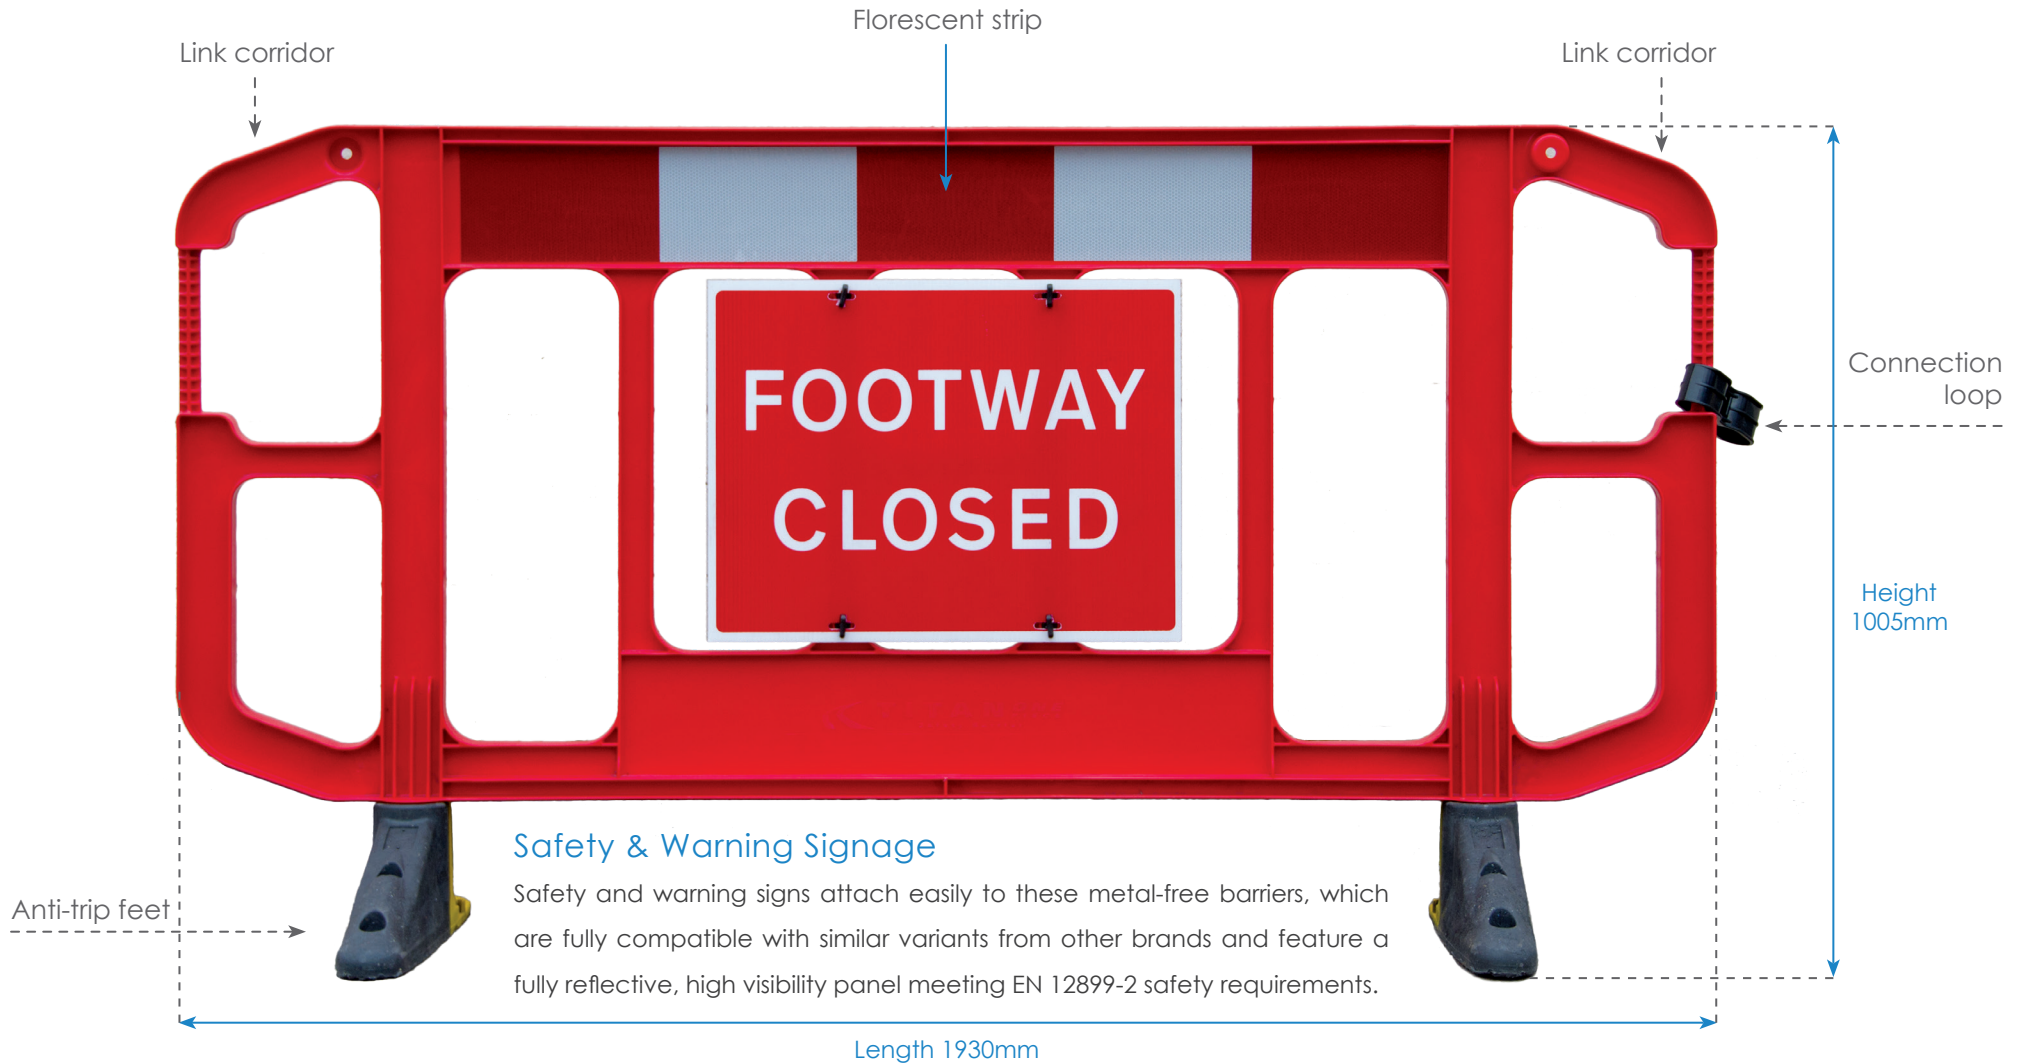 Florescent strip
Link corridor
Link corridor
FOOTWAY
CLOSED
Connection
loop
Height
1005mm
Safety & Warning Signage
Safety and warning signs attach easily to these metal-free barriers, which
are fully compatible with similar variants from other brands and feature a
fully reflective, high visibility panel meeting EN 12899-2 safety requirements.
Anti-trip feet
Length 1930mm